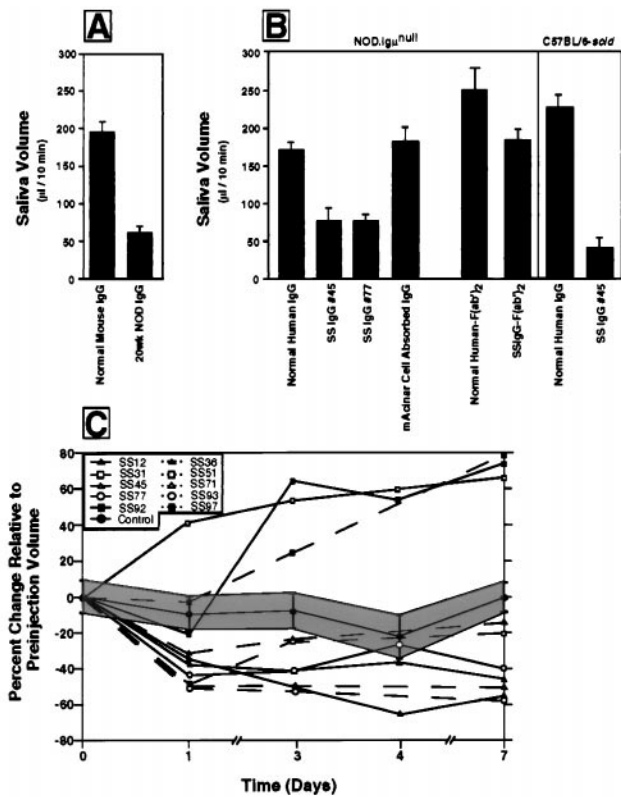 A
300
250
200
150
100
50
0
Saliva Volume
(µl / 10 min)
Normal Mouse IgG
20wk NOD IgG
B
NOD.Igµnull
C57BL/6-scid
300
250
200
150
100
50
0
Saliva Volume
(µl / 10 min)
Normal Human IgG
SS IgG #45
SS IgG #77
mAcinar Cell Absorbed IgG
Normal Human-F(ab')2
SSIgG-F(ab')2
Normal Human IgG
SS IgG #45
C
SS12
SS31
SS45
SS77
SS92
Control
SS36
SS51
SS71
SS93
SS97
80
60
40
20
0
-20
-40
-60
-80
Percent Change Relative to
Preinjection Volume
0
1
3
4
7
Time (Days)